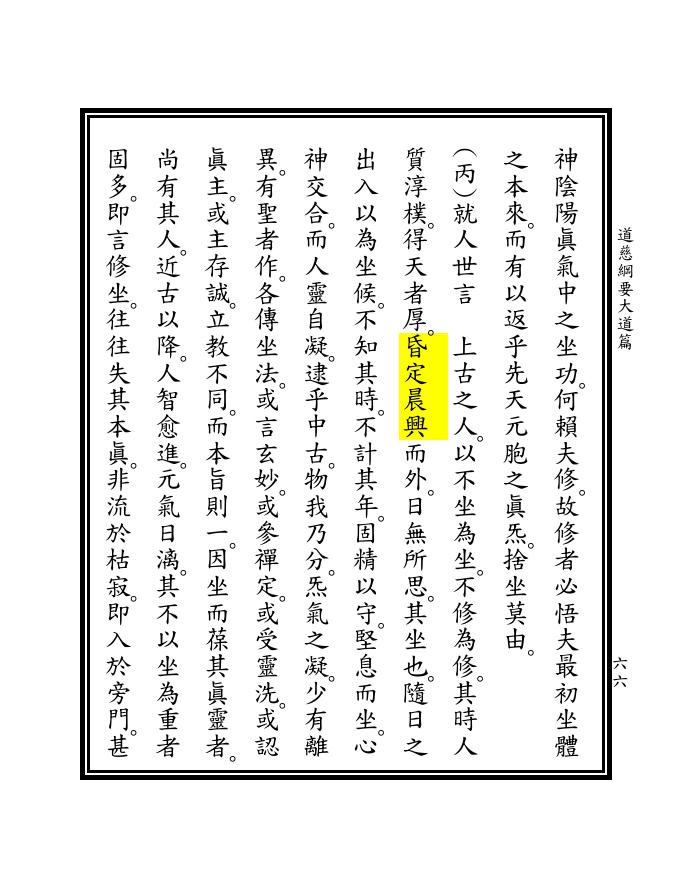 道慈綱要大道篇
神陰陽眞氣中之坐功。何賴夫修。故修者必悟夫最初坐體
之本來。而有以返乎先天元胞之眞炁。捨坐莫由。
（丙）就人世言　上古之人。以不坐為坐。不修為修。其時人
質淳樸。得天者厚。昏定晨興而外。日無所思。其坐也。隨日之
出入以為坐候。不知其時。不計其年。固精以守。堅息而坐。心
神交合。而人靈自凝。逮乎中古。物我乃分。炁氣之凝。少有離
異。有聖者作。各傳坐法。或言玄妙。或參禪定。或受靈洗。或認
眞主。或主存誠。立教不同。而本旨則一。因坐而葆其眞靈者。
尚有其人。近古以降。人智愈進。元氣日漓。其不以坐為重者
固多。即言修坐。往往失其本眞。非流於枯寂。即入於旁門。甚
六六